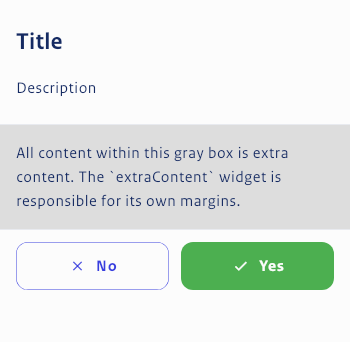 Title
Description
All content within this gray box is extra
content. The `extraContent` widget is
responsible for its own margins.
No
Yes